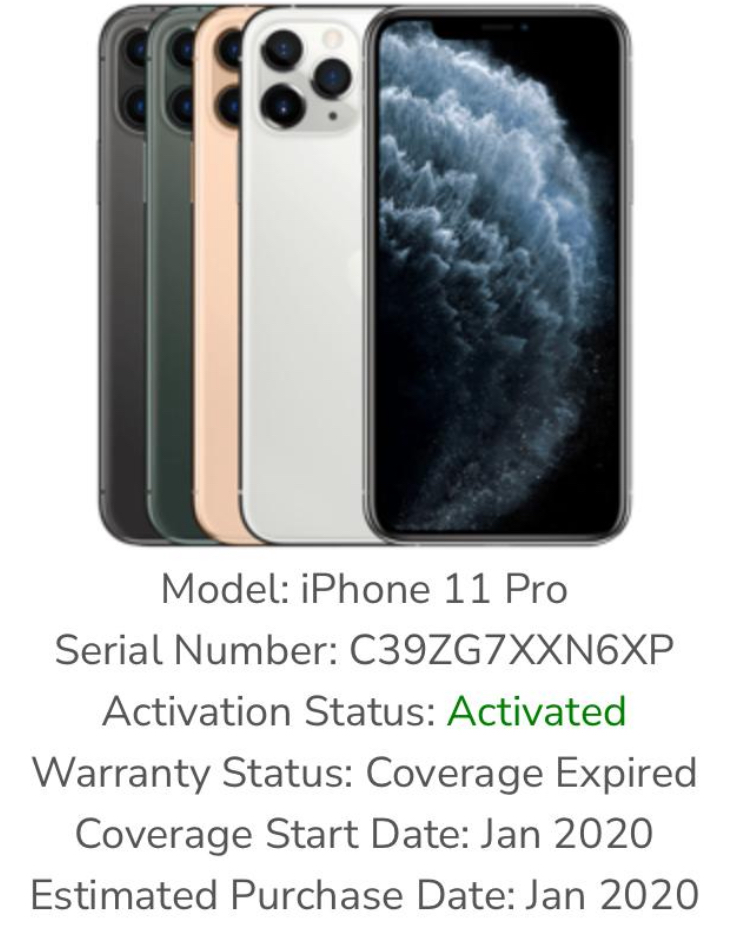 Model: iPhone 11 Pro
Serial Number: C39ZG7XXN6XP
Activation Status: Activated
Warranty Status: Coverage Expired
Coverage Start Date: Jan 2020
Estimated Purchase Date: Jan 2020